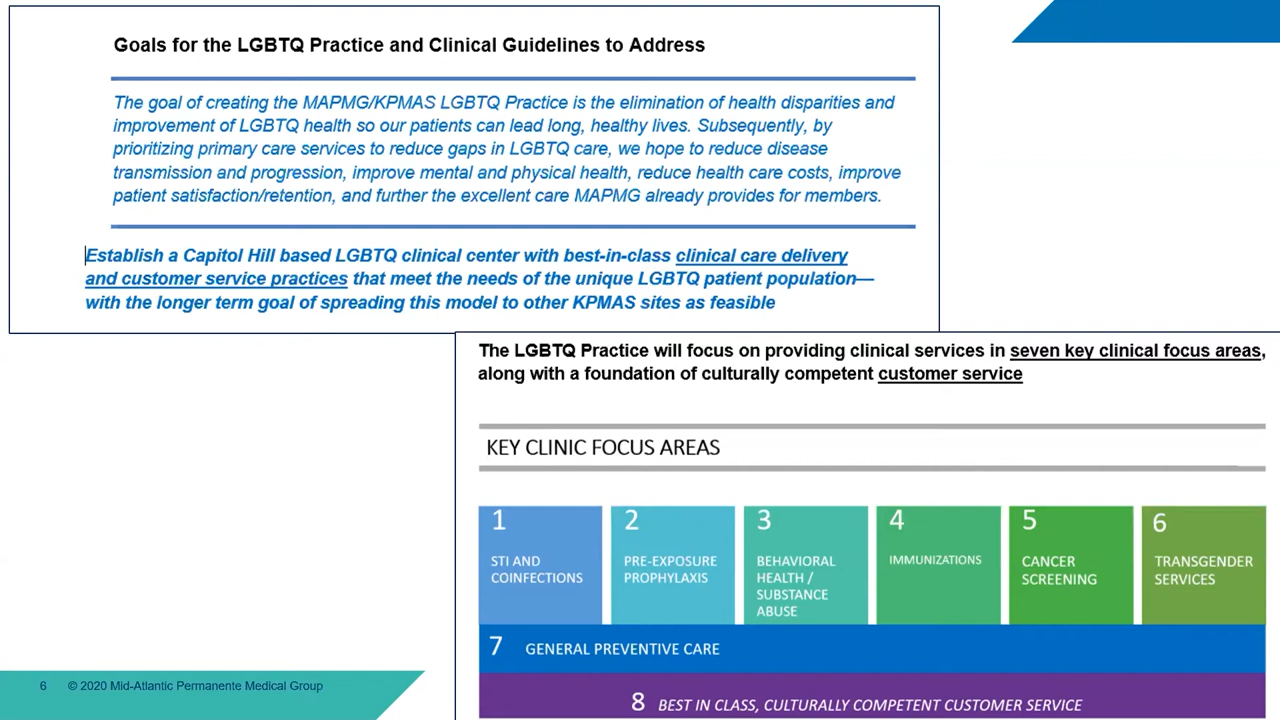 Goals for the LGBTQ Practice and Clinical Guidelines to Address
The goal of creating the MAPMG/KPMAS LGBTQ Practice is the elimination of health disparities and
improvement of LGBTQ health so our patients can lead long, healthy lives. Subsequently, by
prioritizing primary care services to reduce gaps in LGBTQ care, we hope to reduce disease
transmission and progression, improve mental and physical health, reduce health care costs, improve
patient satisfaction/retention, and further the excellent care MAPMG already provides for members.
Establish a Capitol Hill based LGBTQ clinical center with best-in-class clinical care delivery
and customer service practices that meet the needs of the unique LGBTQ patient population—
with the longer term goal of spreading this model to other KPMAS sites as feasible
The LGBTQ Practice will focus on providing clinical services in seven key clinical focus areas,
along with a foundation of culturally competent customer service
KEY CLINIC FOCUS AREAS
1
STI AND
COINFECTIONS
2
PRE-EXPOSURE
PROPHYLAXIS
3
BEHAVIORAL
HEALTH /
SUBSTANCE
ABUSE
4
IMMUNIZATIONS
5
CANCER
SCREENING
6
TRANSGENDER
SERVICES
7 GENERAL PREVENTIVE CARE
8 BEST IN CLASS, CULTURALLY COMPETENT CUSTOMER SERVICE
6 © 2020 Mid-Atlantic Permanente Medical Group